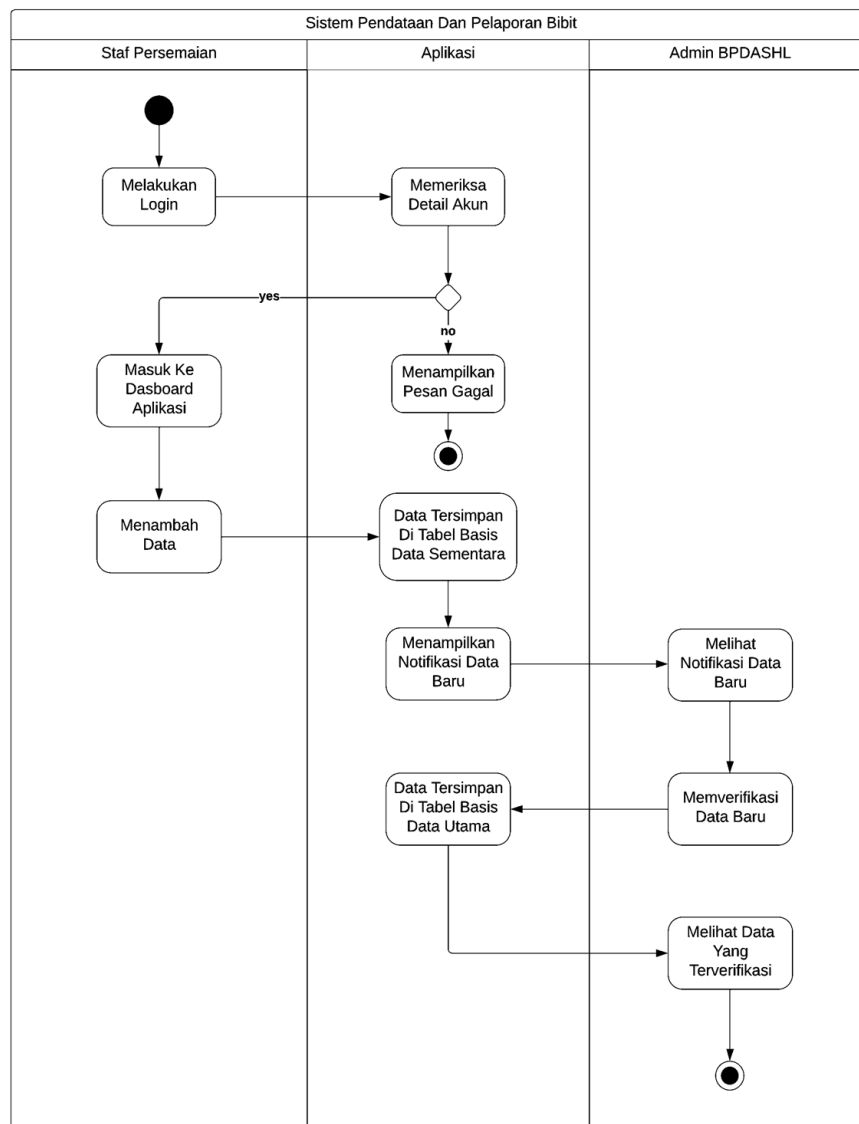 Sistem Pendataan Dan Pelaporan Bibit
Staf Persemaian
Aplikasi
Admin BPDASHL
Melakukan
Login
Memeriksa
Detail Akun
yes
no
Masuk Ke
Dasboard
Aplikasi
Menampilkan
Pesan Gagal
Menambah
Data
Data Tersimpan
Di Tabel Basis
Data Sementara
Menampilkan
Notifikasi Data
Baru
Melihat
Notifikasi Data
Baru
Data Tersimpan
Di Tabel Basis
Data Utama
Memverifikasi
Data Baru
Melihat Data
Yang
Terverifikasi